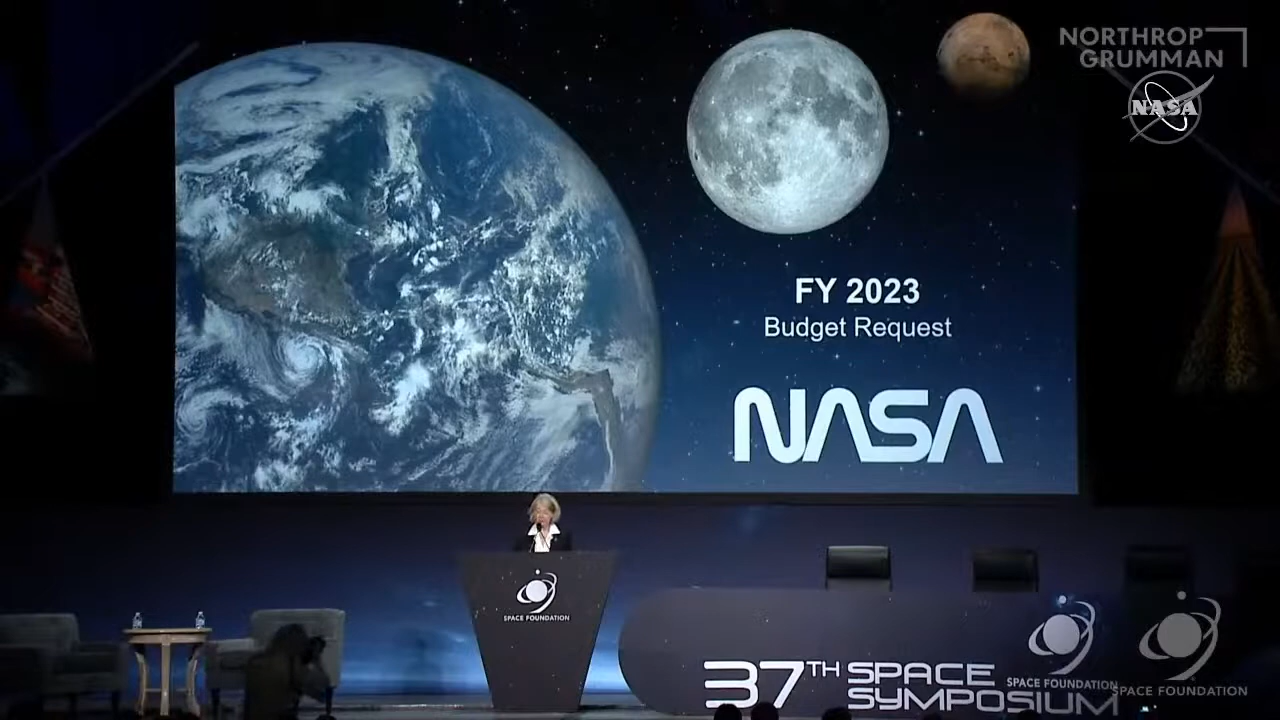 NORTHROP
GRUMMAN
NASA
FY 2023
Budget Request
NASA
SPACE FOUNDATION
37TH SPACE
SYMPOSIUM
SPACE FOUNDATION
SPACE FOUNDATION